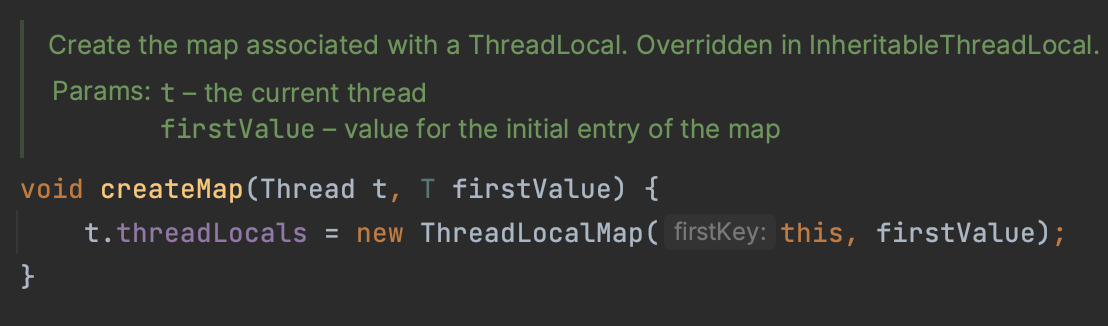 Create the map associated with a ThreadLocal. Overridden in InheritableThreadLocal.
Params: t – the current thread
firstValue – value for the initial entry of the map
void createMap(Thread t, T firstValue) {
    t.threadLocals = new ThreadLocalMap( firstKey: this, firstValue);
}